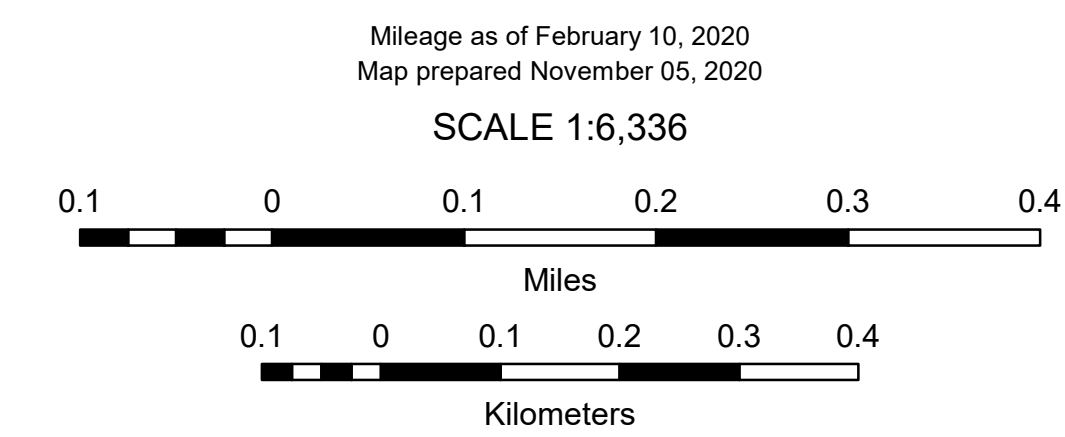 Mileage as of February 10, 2020
Map prepared November 05, 2020
SCALE 1:6,336
0.1 0 0.1 0.2 0.3 0.4
Miles
0.1 0 0.1 0.2 0.3 0.4
Kilometers